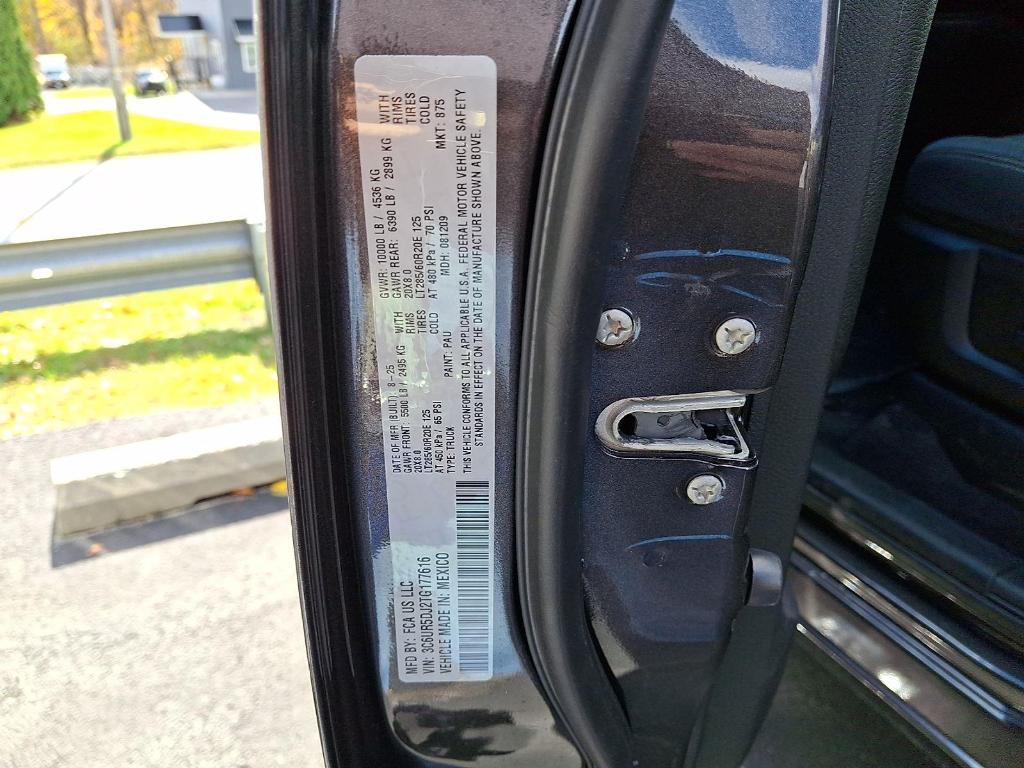 MFD BY: FCA US LLC
DATE OF MFR (BUILT): 8-25
GVWR: 10000 LB / 4536 KG
GAWR FRONT: 5500 LB / 2495 KG WITH
GAWR REAR: 6390 LB / 2899 KG WITH
20X8.0 RIMS
20X8.0 RIMS
LT285/60R20E 125 TIRES
LT285/60R20E 125 TIRES
AT 450 kPa / 65 PSI COLD
AT 480 kPa / 70 PSI COLD
VIN: 3C6UR5DJ2TG177616
TYPE: TRUCK
PAINT: PAU
MDH: 081209
MKT: 875
VEHICLE MADE IN: MEXICO
THIS VEHICLE CONFORMS TO ALL APPLICABLE U.S.A. FEDERAL MOTOR VEHICLE SAFETY
STANDARDS IN EFFECT ON THE DATE OF MANUFACTURE SHOWN ABOVE.